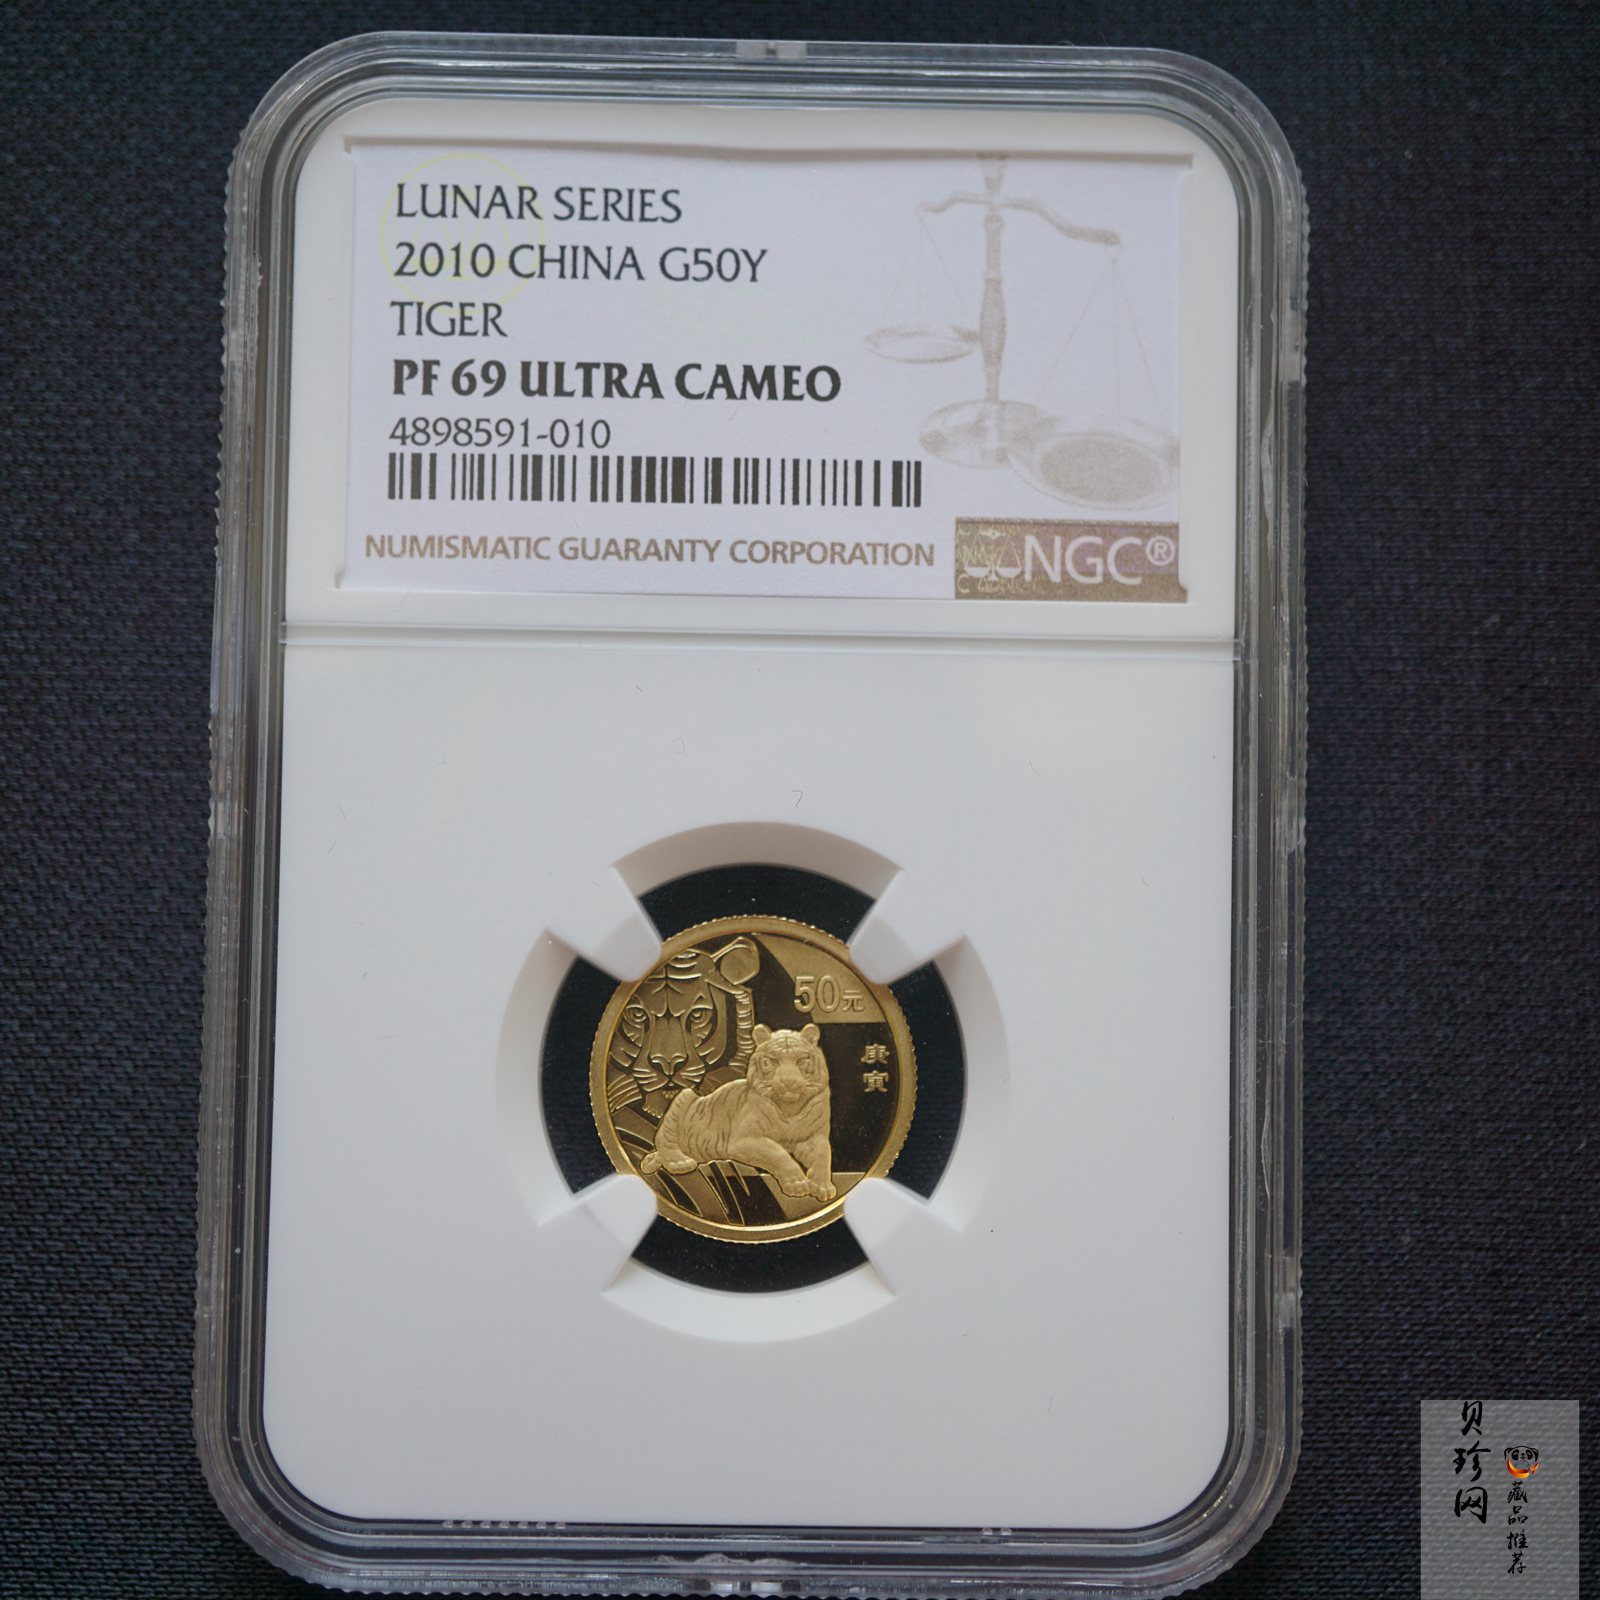 LUNAR SERIES
2010 CHINA G50Y
TIGER
PF 69 ULTRA CAMEO
4898591-010
NUMISMATIC GUARANTY CORPORATION
NGC®
50元
庚
寅
贝珍网
藏品推荐